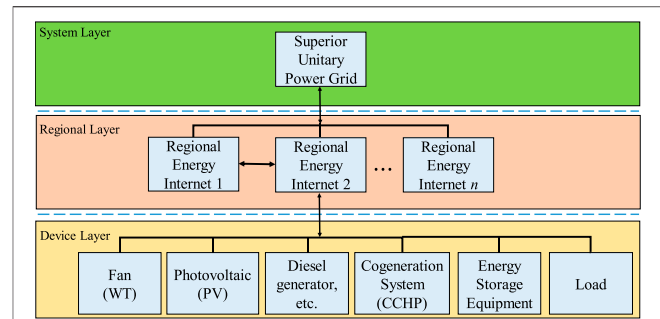 System Layer
Superior
Unitary
Power Grid
Regional Layer
Regional
Energy
Internet 1
Regional
Energy
Internet 2
...
Regional
Energy
Internet n
Device Layer
Fan
(WT)
Photovoltaic
(PV)
Diesel
generator,
etc.
Cogeneration
System
(CCHP)
Energy
Storage
Equipment
Load